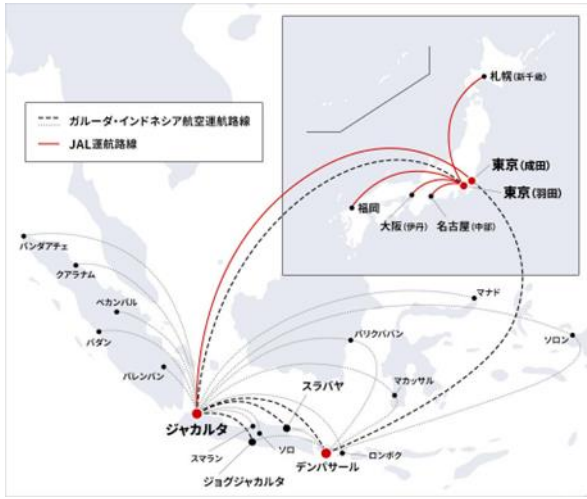 ガルーダ・インドネシア航空運航路線
JAL運航路線
札幌(新千歳)
東京(成田)
東京(羽田)
福岡
大阪(伊丹)
名古屋(中部)
バンダアチェ
クアラナム
ペカンバル
パダン
パレンバン
マナド
バリクパパン
ソロン
マカッサル
スラバヤ
ジャカルタ
スマラン
ソロ
ロンボク
デンパサール
ジョグジャカルタ